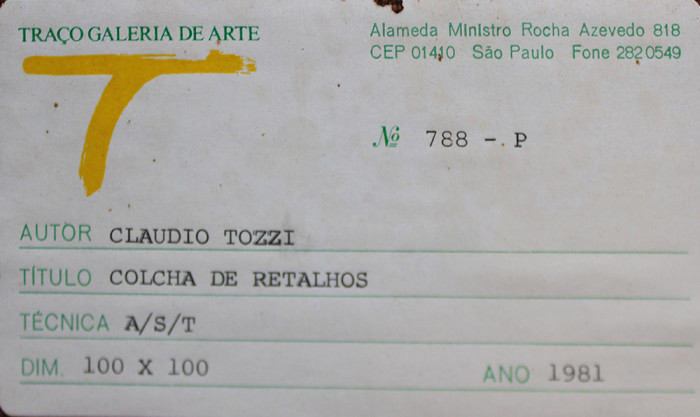 TRAÇO GALERIA DE ARTE
Alameda Ministro Rocha Azevedo 818
CEP 01410 São Paulo Fone 2820549
Nº 788 - P
AUTOR CLAUDIO TOZZI
TÍTULO COLCHA DE RETALHOS
TÉCNICA A/S/T
DIM. 100 X 100 ANO 1981